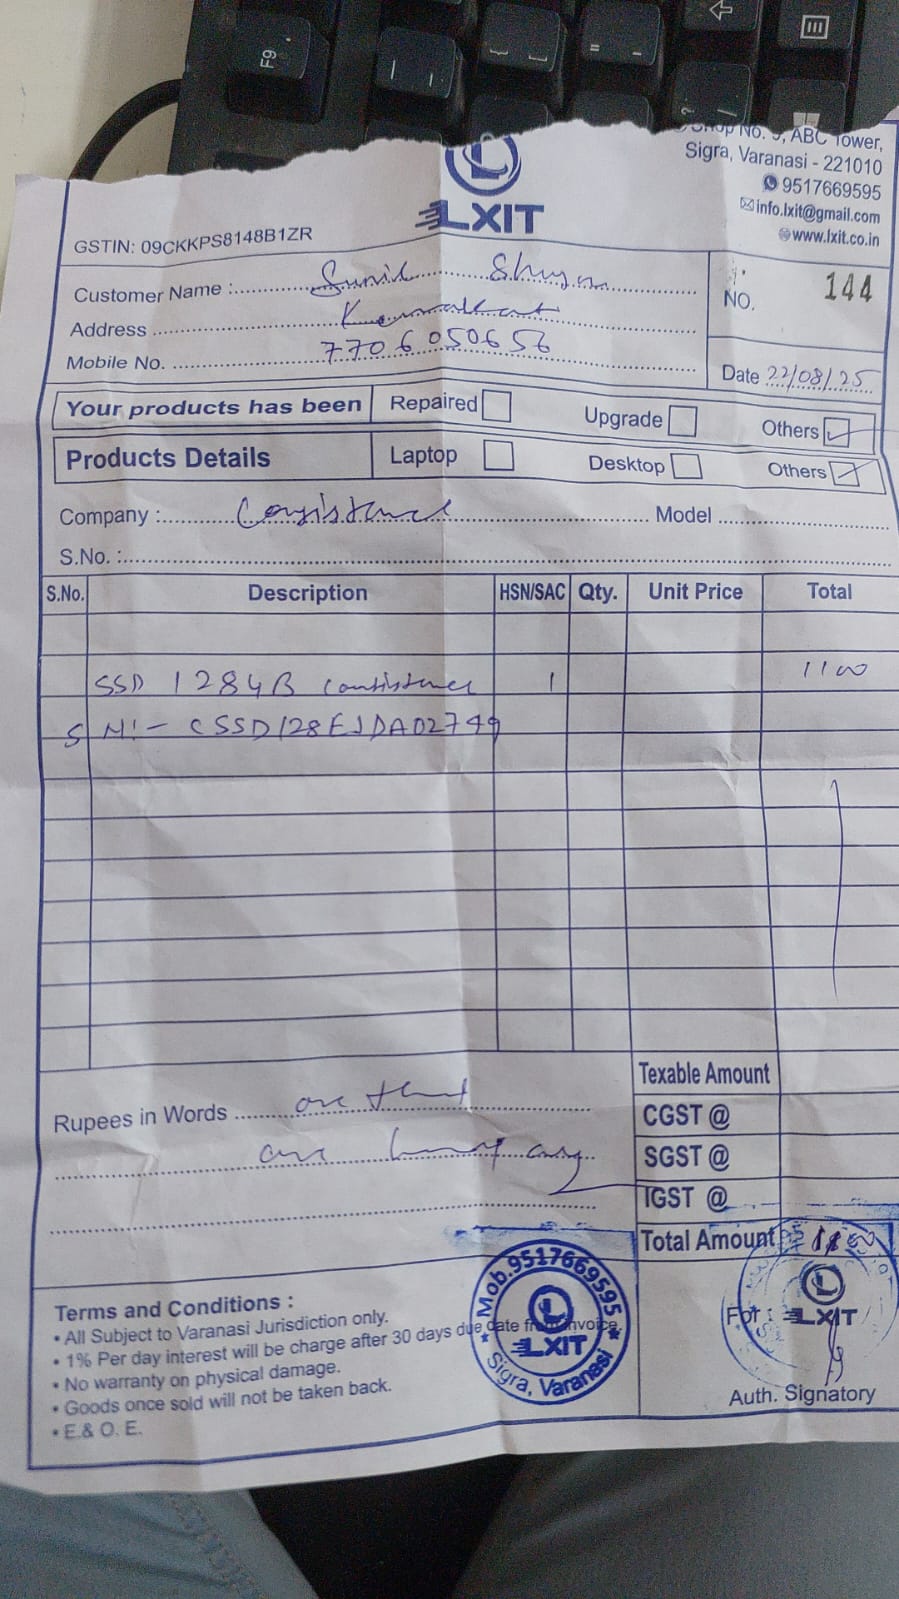 Shop No. 5, ABC Tower,
Sigra, Varanasi - 221010
9517669595
info.lxit@gmail.com
www.lxit.co.in
LXIT
GSTIN: 09CKKPS8148B1ZR
Customer Name : Sunil
Address
Mobile No. 7706050656
NO. 144
Date 22/08/25
Your products has been Repaired Upgrade Others
Products Details Laptop Desktop Others
Company : Consistence Model
S.No. :
S.No. Description HSN/SAC Qty. Unit Price Total
SSD 128GB Consistence 1 1100
SN:- CSSD128EJDA02749
Texable Amount
Rupees in Words one
CGST @
one
SGST @
IGST @
Total Amount
Terms and Conditions :
• All Subject to Varanasi Jurisdiction only.
• 1% Per day interest will be charge after 30 days due date from invoice.
• No warranty on physical damage.
• Goods once sold will not be taken back.
• E.& O. E.
Mob.9517669595
LXIT
Sigra, Varanasi
For : LXIT
Auth. Signatory
F9